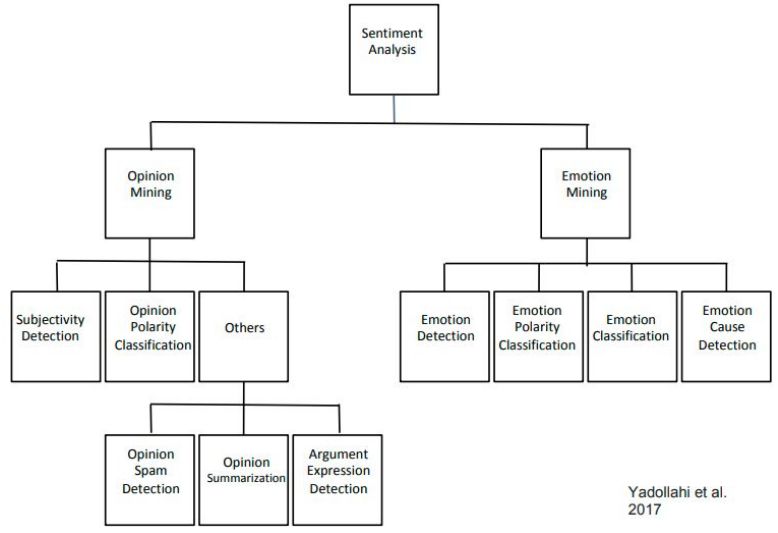 Sentiment
Analysis
Opinion
Mining
Emotion
Mining
Subjectivity
Detection
Opinion
Polarity
Classification
Others
Emotion
Detection
Emotion
Polarity
Classification
Emotion
Classification
Emotion
Cause
Detection
Opinion
Spam
Detection
Opinion
Summarization
Argument
Expression
Detection
Yadollahi et al.
2017